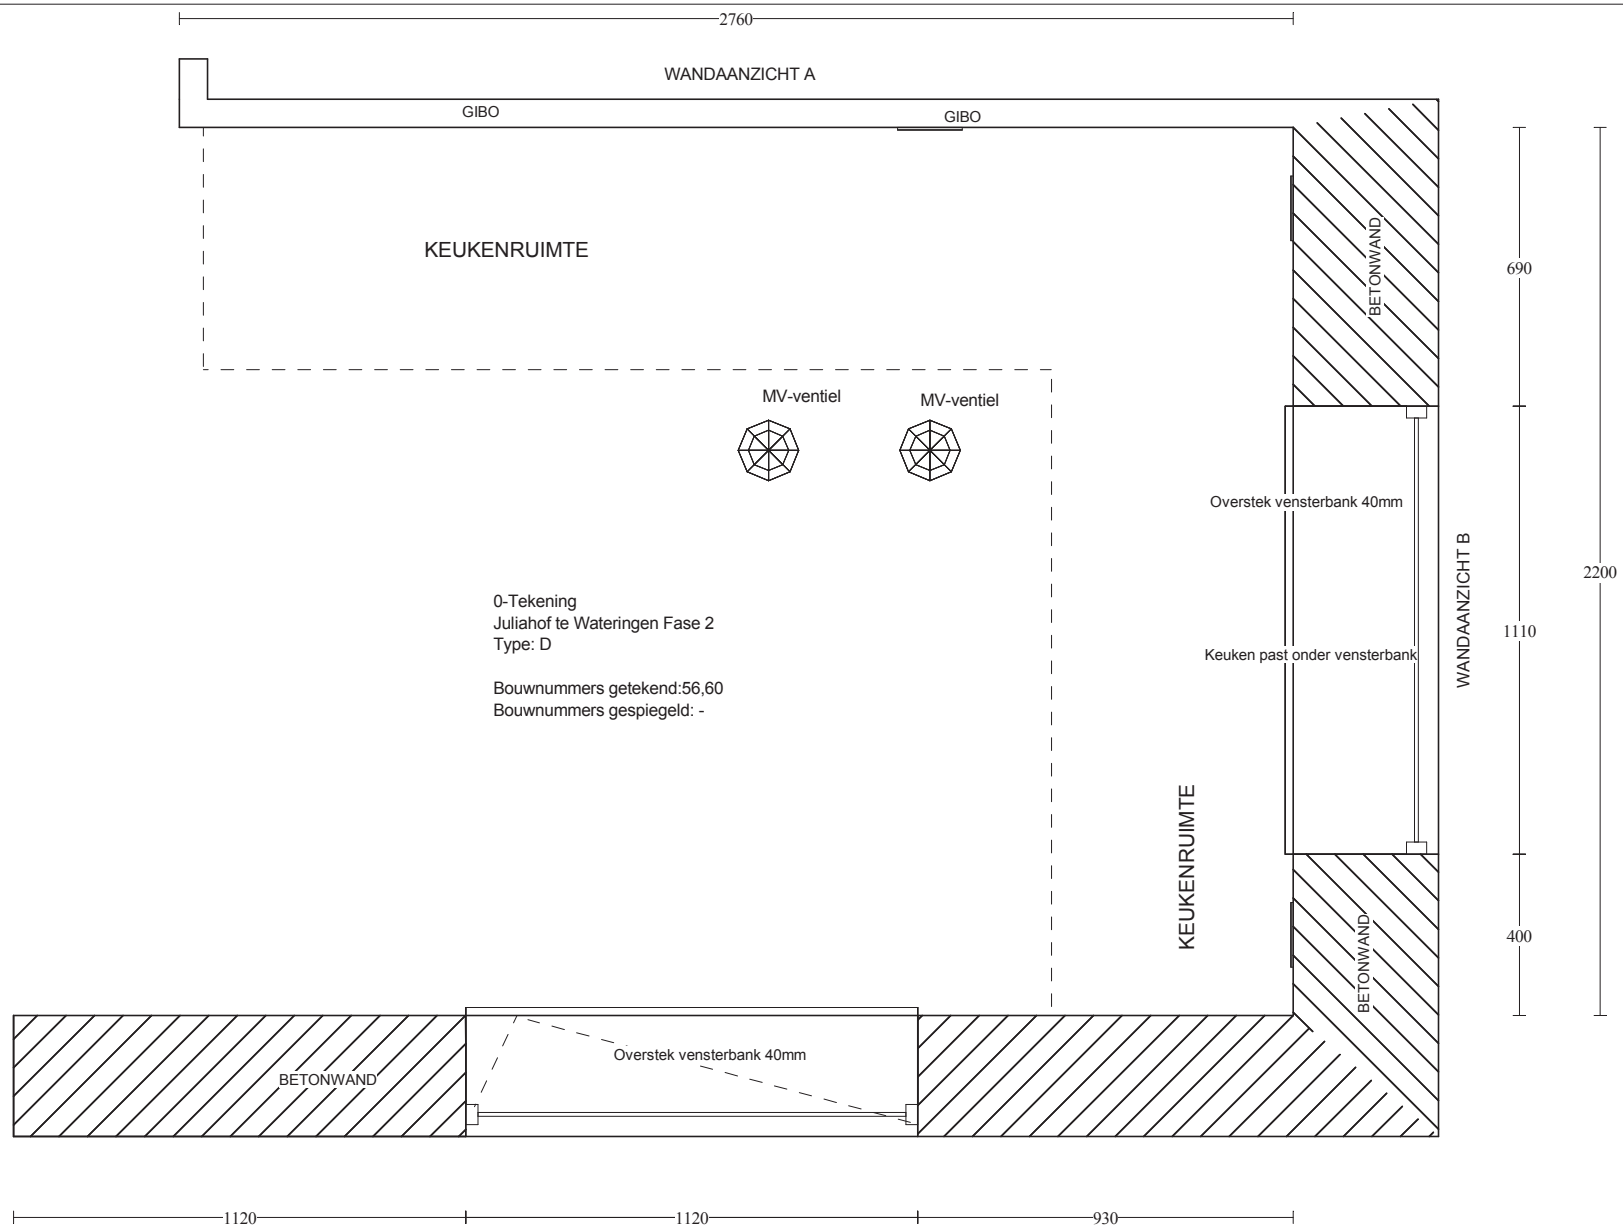 2760
WANDAANZICHT A
GIBO
GIBO
KEUKENRUIMTE
BETONWAND
690
MV-ventiel
MV-ventiel
Overstek vensterbank 40mm
WANDAANZICHT B
2200
0-Tekening
Juliahof te Wateringen Fase 2
Type: D
1110
Keuken past onder vensterbank
Bouwnummers getekend:56,60
Bouwnummers gespiegeld: -
KEUKENRUIMTE
BETONWAND
400
Overstek vensterbank 40mm
BETONWAND
1120
1120
930